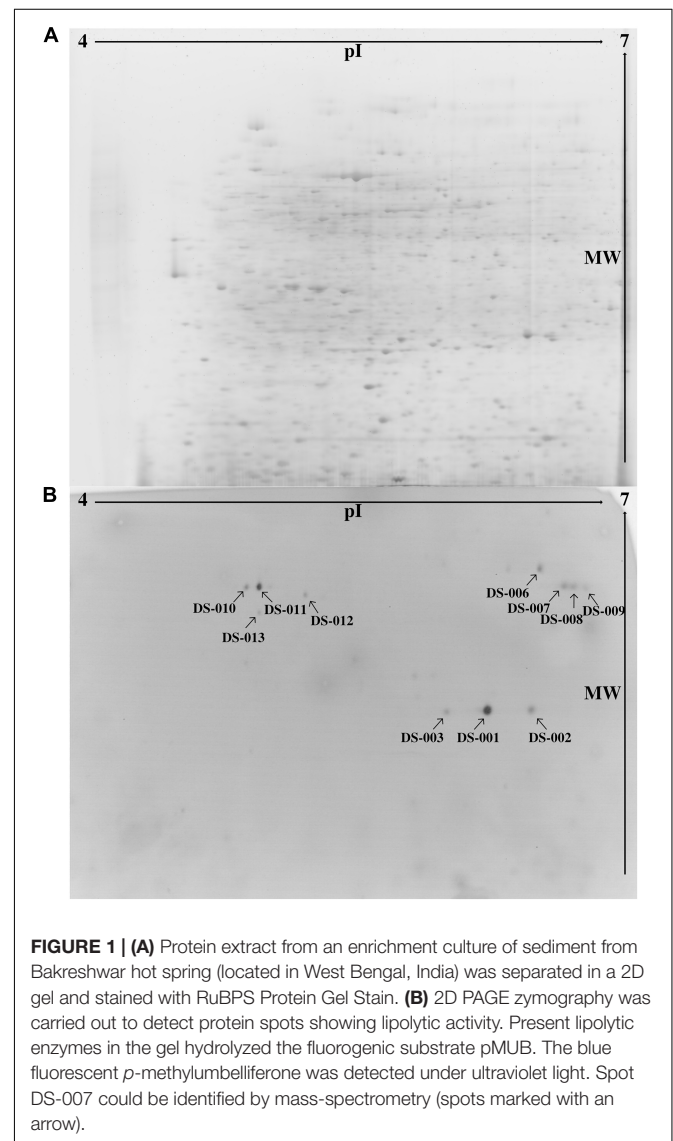 A
4 7
pI
MW
B
4 7
pI
DS-006
DS-010 DS-011 DS-007
DS-012 DS-008 DS-009
DS-013
MW
DS-003 DS-001 DS-002
FIGURE 1 | (A) Protein extract from an enrichment culture of sediment from
Bakreshwar hot spring (located in West Bengal, India) was separated in a 2D
gel and stained with RuBPS Protein Gel Stain. (B) 2D PAGE zymography was
carried out to detect protein spots showing lipolytic activity. Present lipolytic
enzymes in the gel hydrolyzed the fluorogenic substrate pMUB. The blue
fluorescent p-methylumbelliferone was detected under ultraviolet light. Spot
DS-007 could be identified by mass-spectrometry (spots marked with an
arrow).